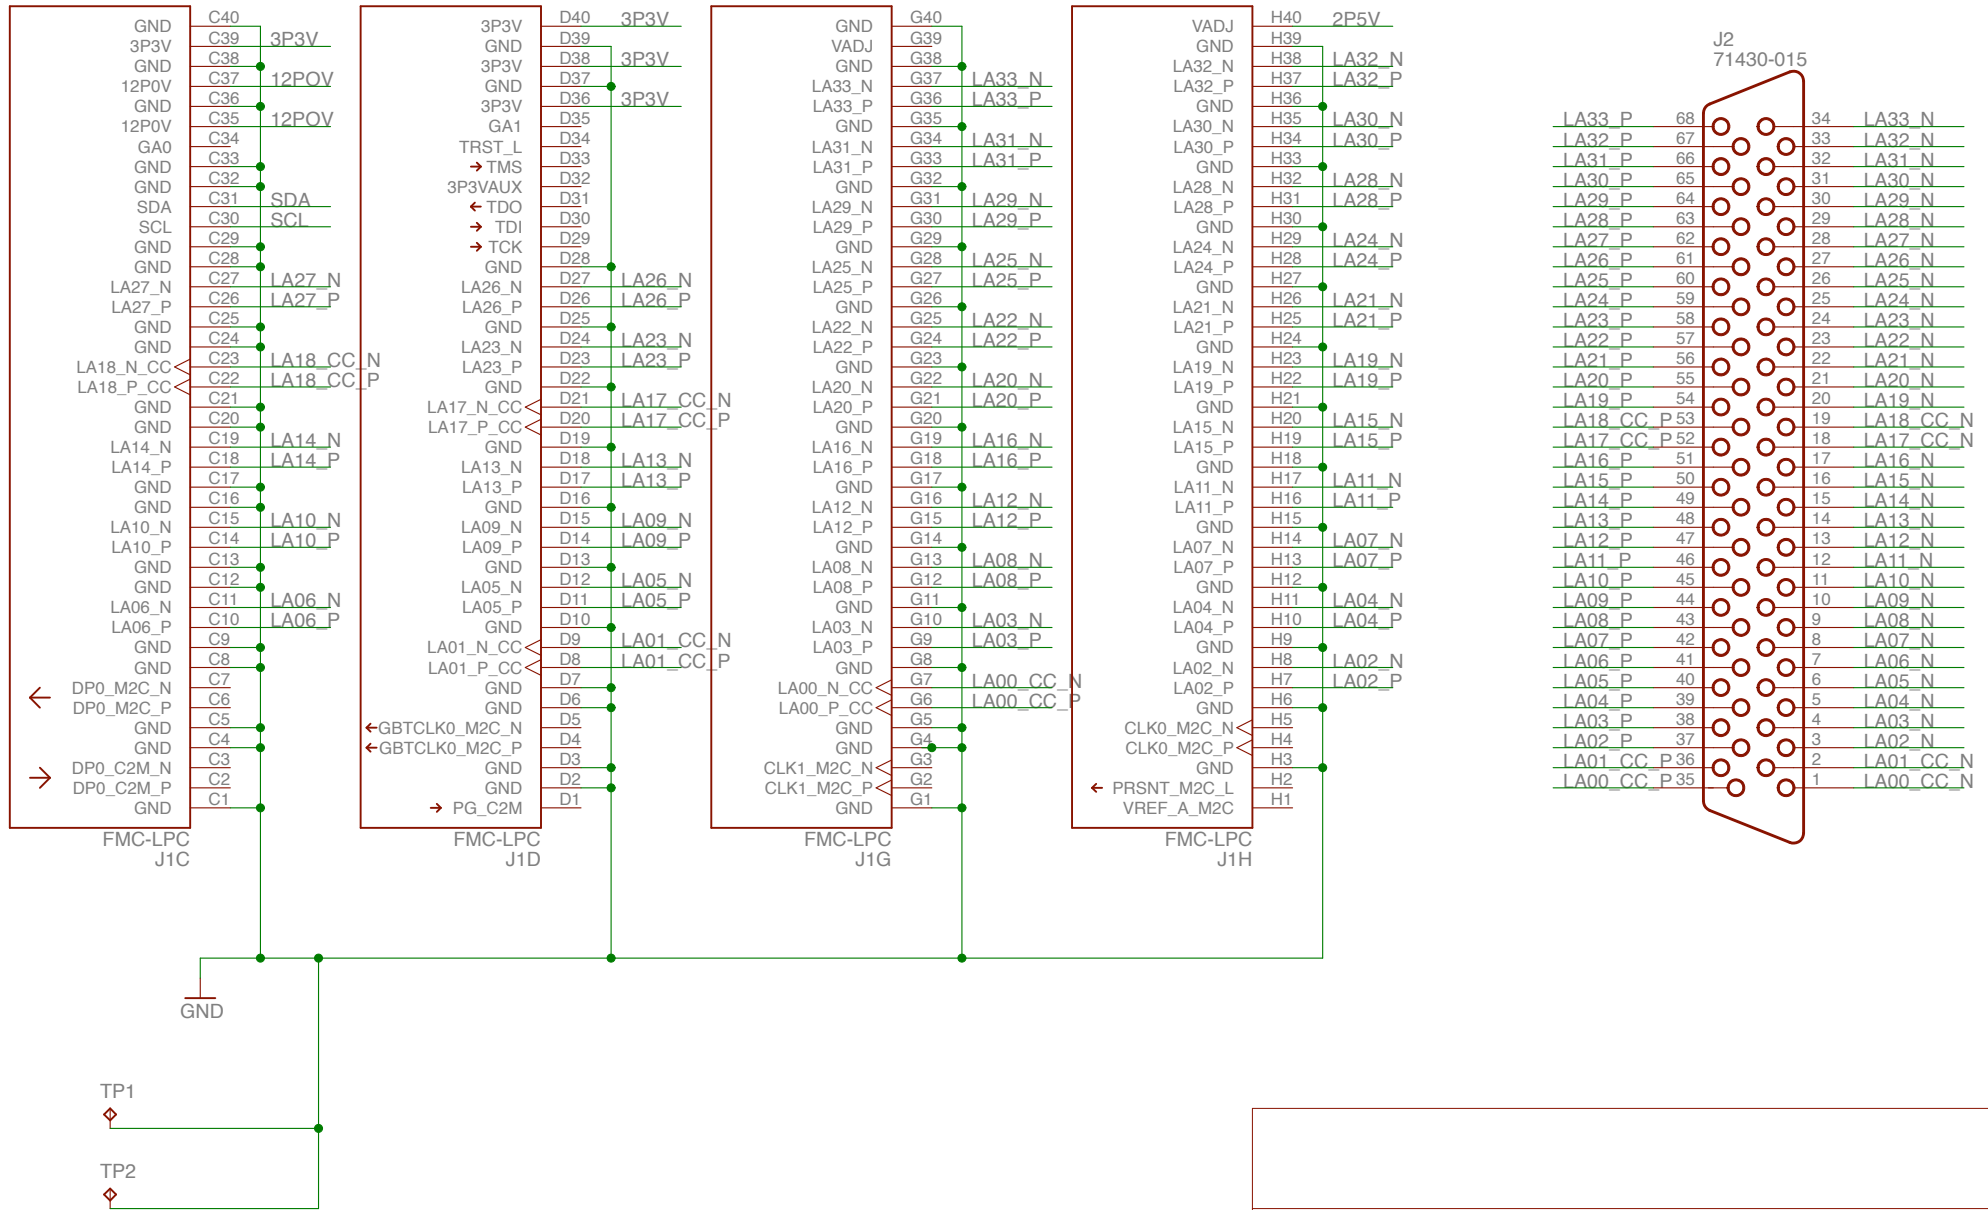 GND C40
3P3V C39 3P3V
GND C38
12P0V C37 12POV
GND C36
12P0V C35 12POV
GA0 C34
GND C33
GND C32
SDA C31 SDA
SCL C30 SCL
GND C29
GND C28
LA27_N C27 LA27_N
LA27_P C26 LA27_P
GND C25
GND C24
LA18_N_CC C23 LA18_CC_N
LA18_P_CC C22 LA18_CC_P
GND C21
GND C20
LA14_N C19 LA14_N
LA14_P C18 LA14_P
GND C17
GND C16
LA10_N C15 LA10_N
LA10_P C14 LA10_P
GND C13
GND C12
LA06_N C11 LA06_N
LA06_P C10 LA06_P
GND C9
GND C8
DP0_M2C_N C7
DP0_M2C_P C6
GND C5
GND C4
DP0_C2M_N C3
DP0_C2M_P C2
GND C1
FMC-LPC
J1C
3P3V D40 3P3V
GND D39
3P3V D38 3P3V
GND D37
3P3V D36 3P3V
GA1 D35
TRST_L D34
TMS D33
3P3VAUX D32
TDO D31
TDI D30
TCK D29
GND D28
LA26_N D27 LA26_N
LA26_P D26 LA26_P
GND D25
LA23_N D24 LA23_N
LA23_P D23 LA23_P
GND D22
LA17_N_CC D21 LA17_CC_N
LA17_P_CC D20 LA17_CC_P
GND D19
LA13_N D18 LA13_N
LA13_P D17 LA13_P
GND D16
LA09_N D15 LA09_N
LA09_P D14 LA09_P
GND D13
LA05_N D12 LA05_N
LA05_P D11 LA05_P
GND D10
LA01_N_CC D9 LA01_CC_N
LA01_P_CC D8 LA01_CC_P
GND D7
GND D6
GBTCLK0_M2C_N D5
GBTCLK0_M2C_P D4
GND D3
GND D2
PG_C2M D1
FMC-LPC
J1D
GND G40
VADJ G39
GND G38
LA33_N G37 LA33_N
LA33_P G36 LA33_P
GND G35
LA31_N G34 LA31_N
LA31_P G33 LA31_P
GND G32
LA29_N G31 LA29_N
LA29_P G30 LA29_P
GND G29
LA25_N G28 LA25_N
LA25_P G27 LA25_P
GND G26
LA22_N G25 LA22_N
LA22_P G24 LA22_P
GND G23
LA20_N G22 LA20_N
LA20_P G21 LA20_P
GND G20
LA16_N G19 LA16_N
LA16_P G18 LA16_P
GND G17
LA12_N G16 LA12_N
LA12_P G15 LA12_P
GND G14
LA08_N G13 LA08_N
LA08_P G12 LA08_P
GND G11
LA03_N G10 LA03_N
LA03_P G9 LA03_P
GND G8
LA00_N_CC G7 LA00_CC_N
LA00_P_CC G6 LA00_CC_P
GND G5
GND G4
CLK1_M2C_N G3
CLK1_M2C_P G2
GND G1
FMC-LPC
J1G
VADJ H40 2P5V
GND H39
LA32_N H38 LA32_N
LA32_P H37 LA32_P
GND H36
LA30_N H35 LA30_N
LA30_P H34 LA30_P
GND H33
LA28_N H32 LA28_N
LA28_P H31 LA28_P
GND H30
LA24_N H29 LA24_N
LA24_P H28 LA24_P
GND H27
LA21_N H26 LA21_N
LA21_P H25 LA21_P
GND H24
LA19_N H23 LA19_N
LA19_P H22 LA19_P
GND H21
LA15_N H20 LA15_N
LA15_P H19 LA15_P
GND H18
LA11_N H17 LA11_N
LA11_P H16 LA11_P
GND H15
LA07_N H14 LA07_N
LA07_P H13 LA07_P
GND H12
LA04_N H11 LA04_N
LA04_P H10 LA04_P
GND H9
LA02_N H8 LA02_N
LA02_P H7 LA02_P
GND H6
CLK0_M2C_N H5
CLK0_M2C_P H4
GND H3
PRSNT_M2C_L H2
VREF_A_M2C H1
FMC-LPC
J1H
J2
71430-015
LA33_P 68 34 LA33_N
LA32_P 67 33 LA32_N
LA31_P 66 32 LA31_N
LA30_P 65 31 LA30_N
LA29_P 64 30 LA29_N
LA28_P 63 29 LA28_N
LA27_P 62 28 LA27_N
LA26_P 61 27 LA26_N
LA25_P 60 26 LA25_N
LA24_P 59 25 LA24_N
LA23_P 58 24 LA23_N
LA22_P 57 23 LA22_N
LA21_P 56 22 LA21_N
LA20_P 55 21 LA20_N
LA19_P 54 20 LA19_N
LA18_CC_P 53 19 LA18_CC_N
LA17_CC_P 52 18 LA17_CC_N
LA16_P 51 17 LA16_N
LA15_P 50 16 LA15_N
LA14_P 49 15 LA14_N
LA13_P 48 14 LA13_N
LA12_P 47 13 LA12_N
LA11_P 46 12 LA11_N
LA10_P 45 11 LA10_N
LA09_P 44 10 LA09_N
LA08_P 43 9 LA08_N
LA07_P 42 8 LA07_N
LA06_P 41 7 LA06_N
LA05_P 40 6 LA05_N
LA04_P 39 5 LA04_N
LA03_P 38 4 LA03_N
LA02_P 37 3 LA02_N
LA01_CC_P 36 2 LA01_CC_N
LA00_CC_P 35 1 LA00_CC_N
GND
TP1
TP2